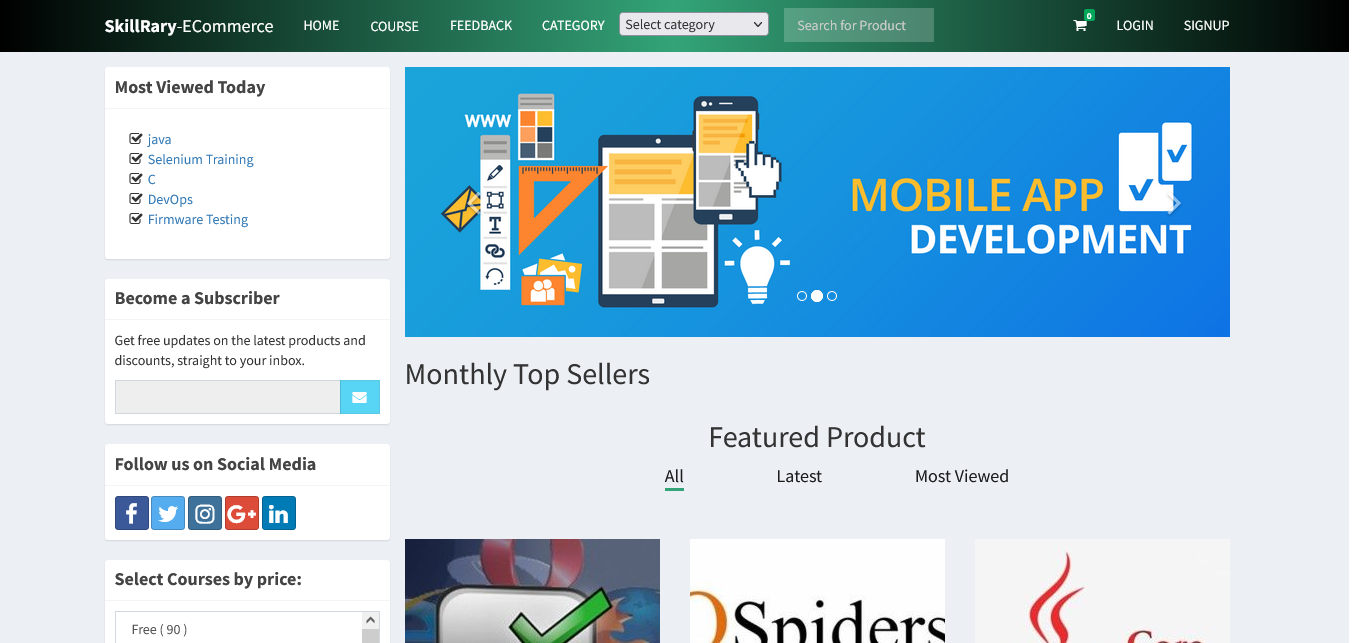 SkillRary-ECommerce HOME COURSE FEEDBACK CATEGORY Select category Search for Product 0 LOGIN SIGNUP
Most Viewed Today
java
Selenium Training
C
DevOps
Firmware Testing
Become a Subscriber
Get free updates on the latest products and
discounts, straight to your inbox.
Follow us on Social Media
Select Courses by price:
Free ( 90 )
WWW
T
MOBILE APP
DEVELOPMENT
Monthly Top Sellers
Featured Product
All Latest Most Viewed
QSpiders
Core